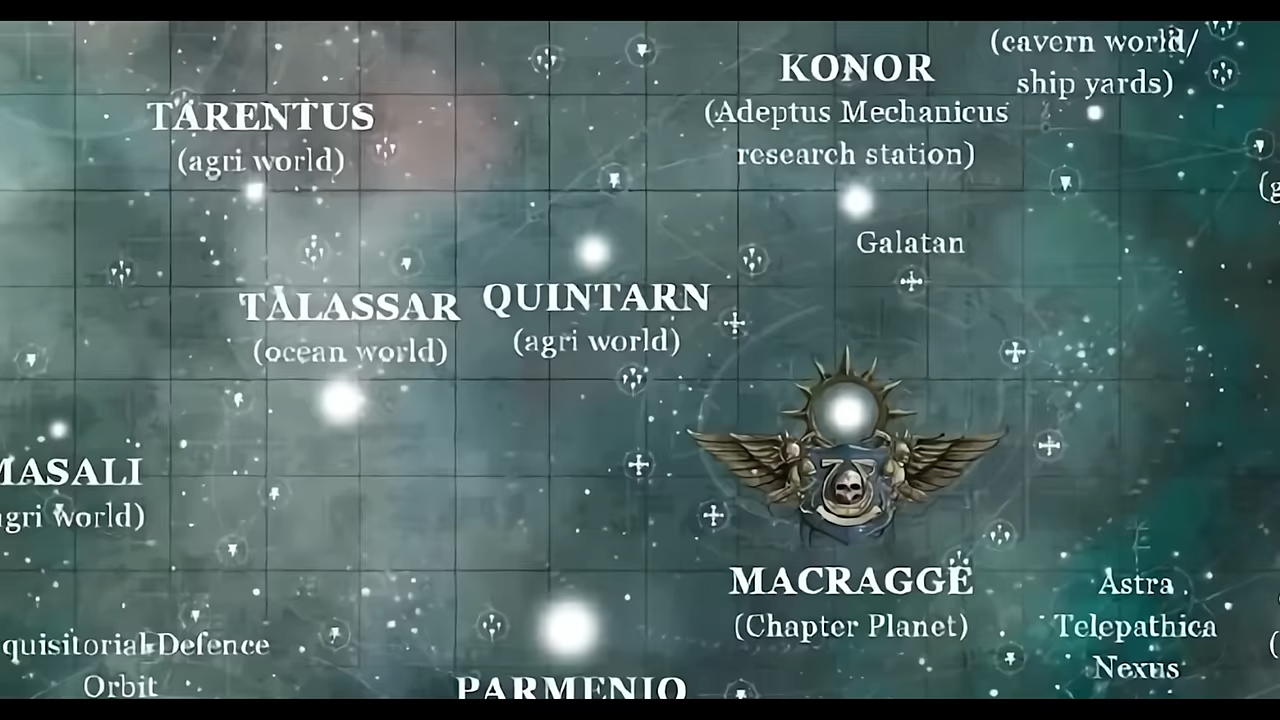 (cavern world/
ship yards)
KONOR
(Adeptus Mechanicus
research station)
TARENTUS
(agri world)
Galatan
TALASSAR
(ocean world)
QUINTARN
(agri world)
MASALI
agri world)
MACRAGGE
(Chapter Planet)
Astra
Telepathica
Nexus
quisitorial Defence
Orbit
PARMENIO